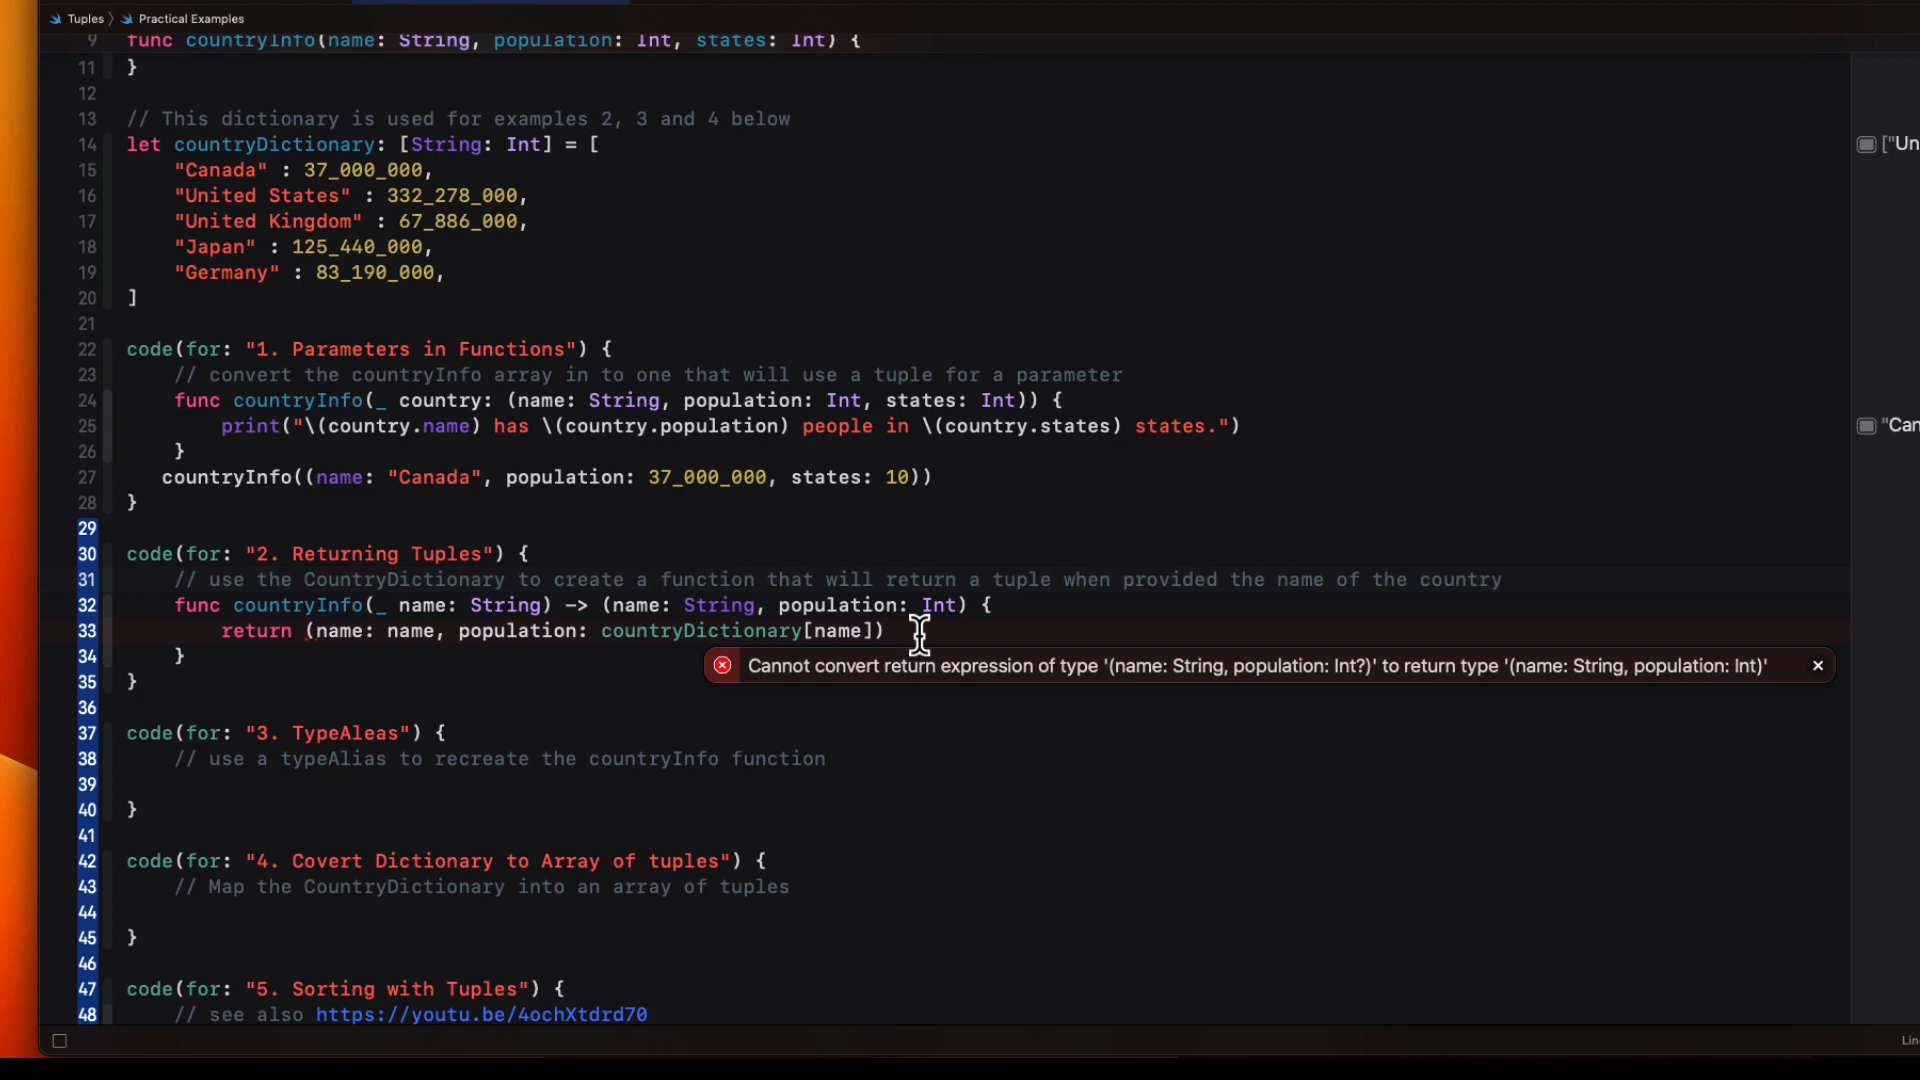 Tuples 〉 Practical Examples
9 func countryInfo(name: String, population: Int, states: Int) {
11 }
12
13 // This dictionary is used for examples 2, 3 and 4 below
14 let countryDictionary: [String: Int] = [
["Un
15 "Canada" : 37_000_000,
16 "United States" : 332_278_000,
17 "United Kingdom" : 67_886_000,
18 "Japan" : 125_440_000,
19 "Germany" : 83_190_000,
20 ]
21
22 code(for: "1. Parameters in Functions") {
23 // convert the countryInfo array in to one that will use a tuple for a parameter
24 func countryInfo(_ country: (name: String, population: Int, states: Int)) {
25 print("\(country.name) has \(country.population) people in \(country.states) states.")
"Can
26 }
27 countryInfo((name: "Canada", population: 37_000_000, states: 10))
28 }
29
30 code(for: "2. Returning Tuples") {
31 // use the CountryDictionary to create a function that will return a tuple when provided the name of the country
32 func countryInfo(_ name: String) -> (name: String, population: Int) {
33 return (name: name, population: countryDictionary[name])
34 }
Cannot convert return expression of type '(name: String, population: Int?)' to return type '(name: String, population: Int)'
35 }
36
37 code(for: "3. TypeAleas") {
38 // use a typeAlias to recreate the countryInfo function
39
40 }
41
42 code(for: "4. Covert Dictionary to Array of tuples") {
43 // Map the CountryDictionary into an array of tuples
44
45 }
46
47 code(for: "5. Sorting with Tuples") {
48 // see also https://youtu.be/4ochXtdrd70
Lin